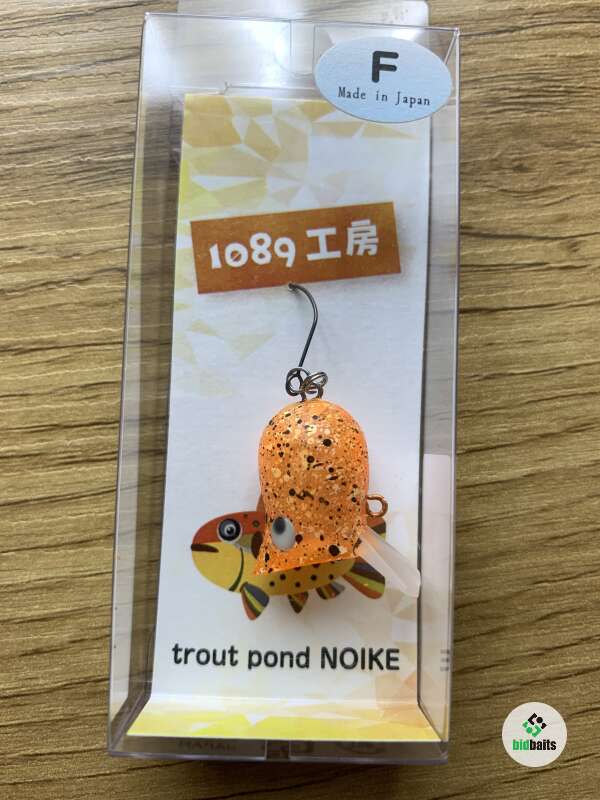 F
Made in Japan
1089工房
trout pond NOIKE
bidbaits